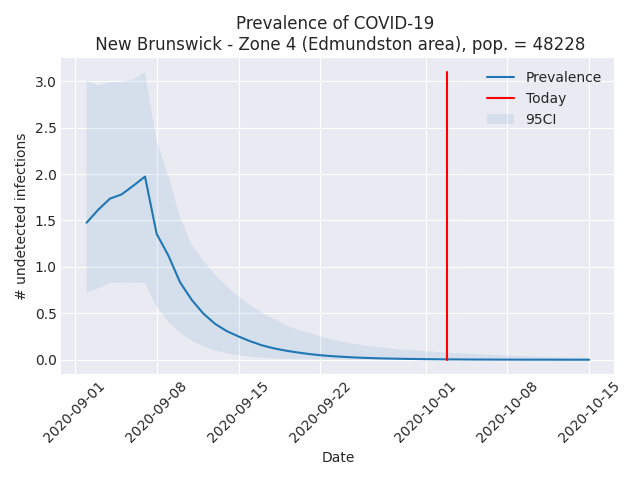 Prevalence of COVID-19
New Brunswick - Zone 4 (Edmundston area), pop. = 48228
Prevalence
Today
95CI
# undetected infections
3.0
2.5
2.0
1.5
1.0
0.5
0.0
2020-09-01
2020-09-08
2020-09-15
2020-09-22
2020-10-01
2020-10-08
2020-10-15
Date